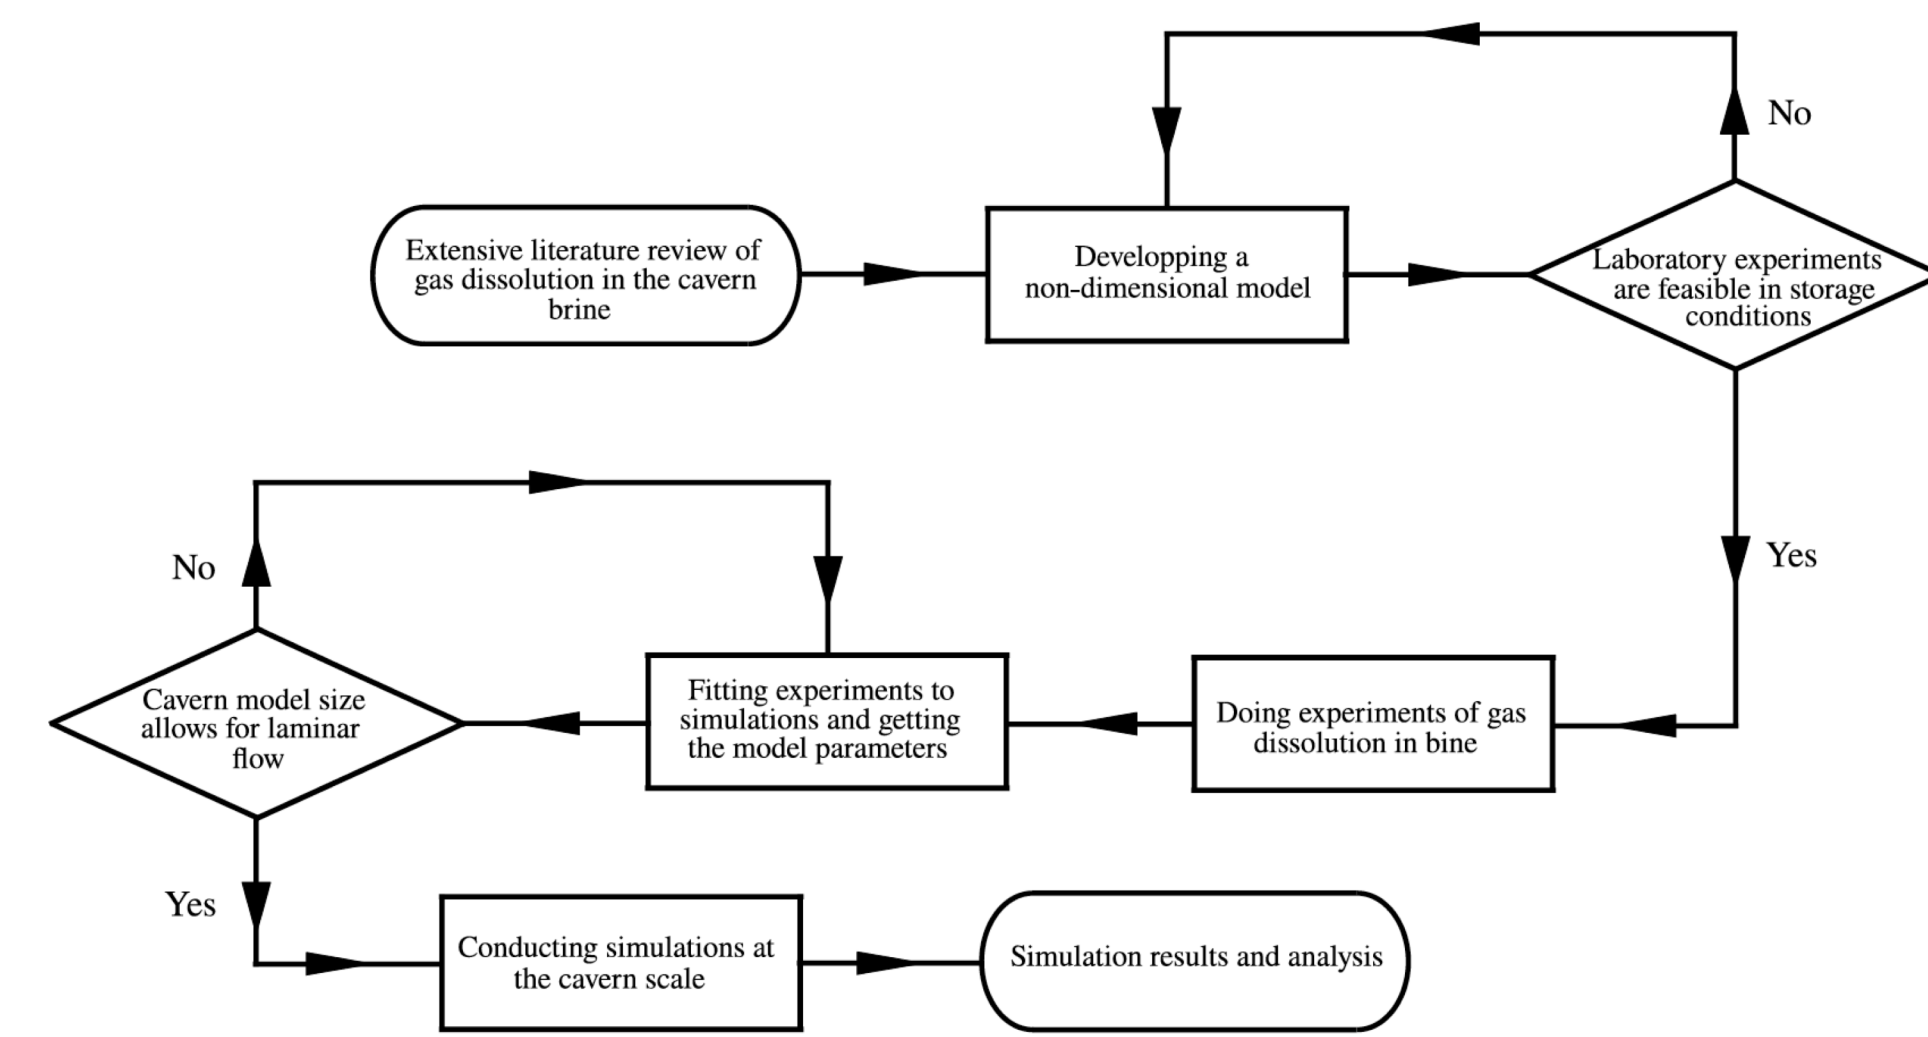 Extensive literature review of
gas dissolution in the cavern
brine
Developping a
non-dimensional model
Laboratory experiments
are feasible in storage
conditions
No
Yes
Doing experiments of gas
dissolution in bine
Fitting experiments to
simulations and getting
the model parameters
Cavern model size
allows for laminar
flow
No
Yes
Conducting simulations at
the cavern scale
Simulation results and analysis